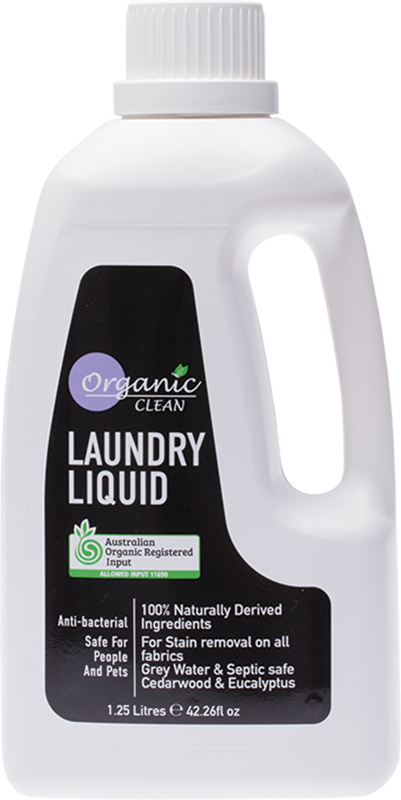 Organic
CLEAN
LAUNDRY
LIQUID
Australian
Organic Registered
Input
ALLOWED INPUT 11690
Anti-bacterial
Safe For
People
And Pets
100% Naturally Derived
Ingredients
For Stain removal on all
fabrics
Grey Water & Septic safe
Cedarwood & Eucalyptus
1.25 Litres ℮ 42.26fl oz